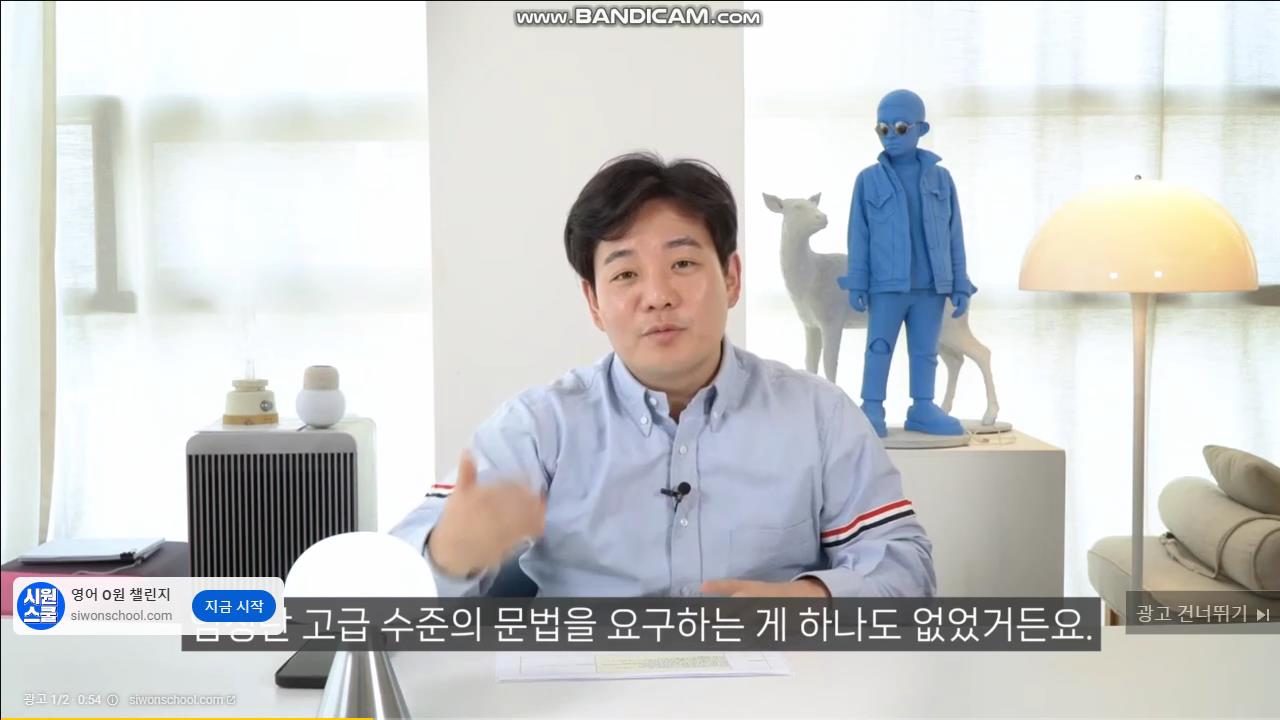 www.BANDICAM.com
시원
스쿨
영어 0원 챌린지
siwonschool.com
지금 시작
고급 수준의 문법을 요구하는 게 하나도 없었거든요.
광고 건너뛰기
광고 1/2 · 0:54
siwonschool.com